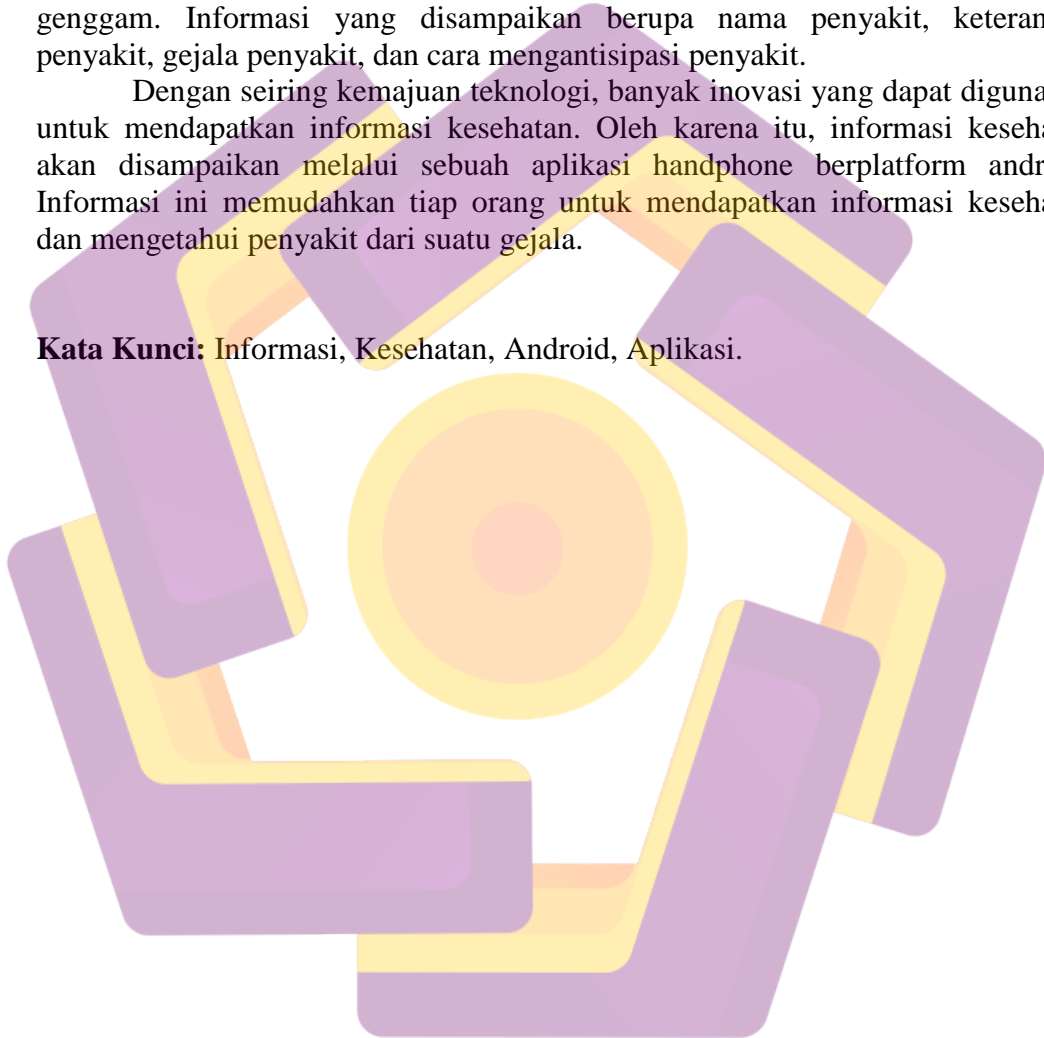 genggam. Informasi yang disampaikan berupa nama penyakit, keteran
penyakit, gejala penyakit, dan cara mengantisipasi penyakit.
Dengan seiring kemajuan teknologi, banyak inovasi yang dapat diguna
untuk mendapatkan informasi kesehatan. Oleh karena itu, informasi keseha
akan disampaikan melalui sebuah aplikasi handphone berplatform andr
Informasi ini memudahkan tiap orang untuk mendapatkan informasi keseha
dan mengetahui penyakit dari suatu gejala.
Kata Kunci: Informasi, Kesehatan, Android, Aplikasi.